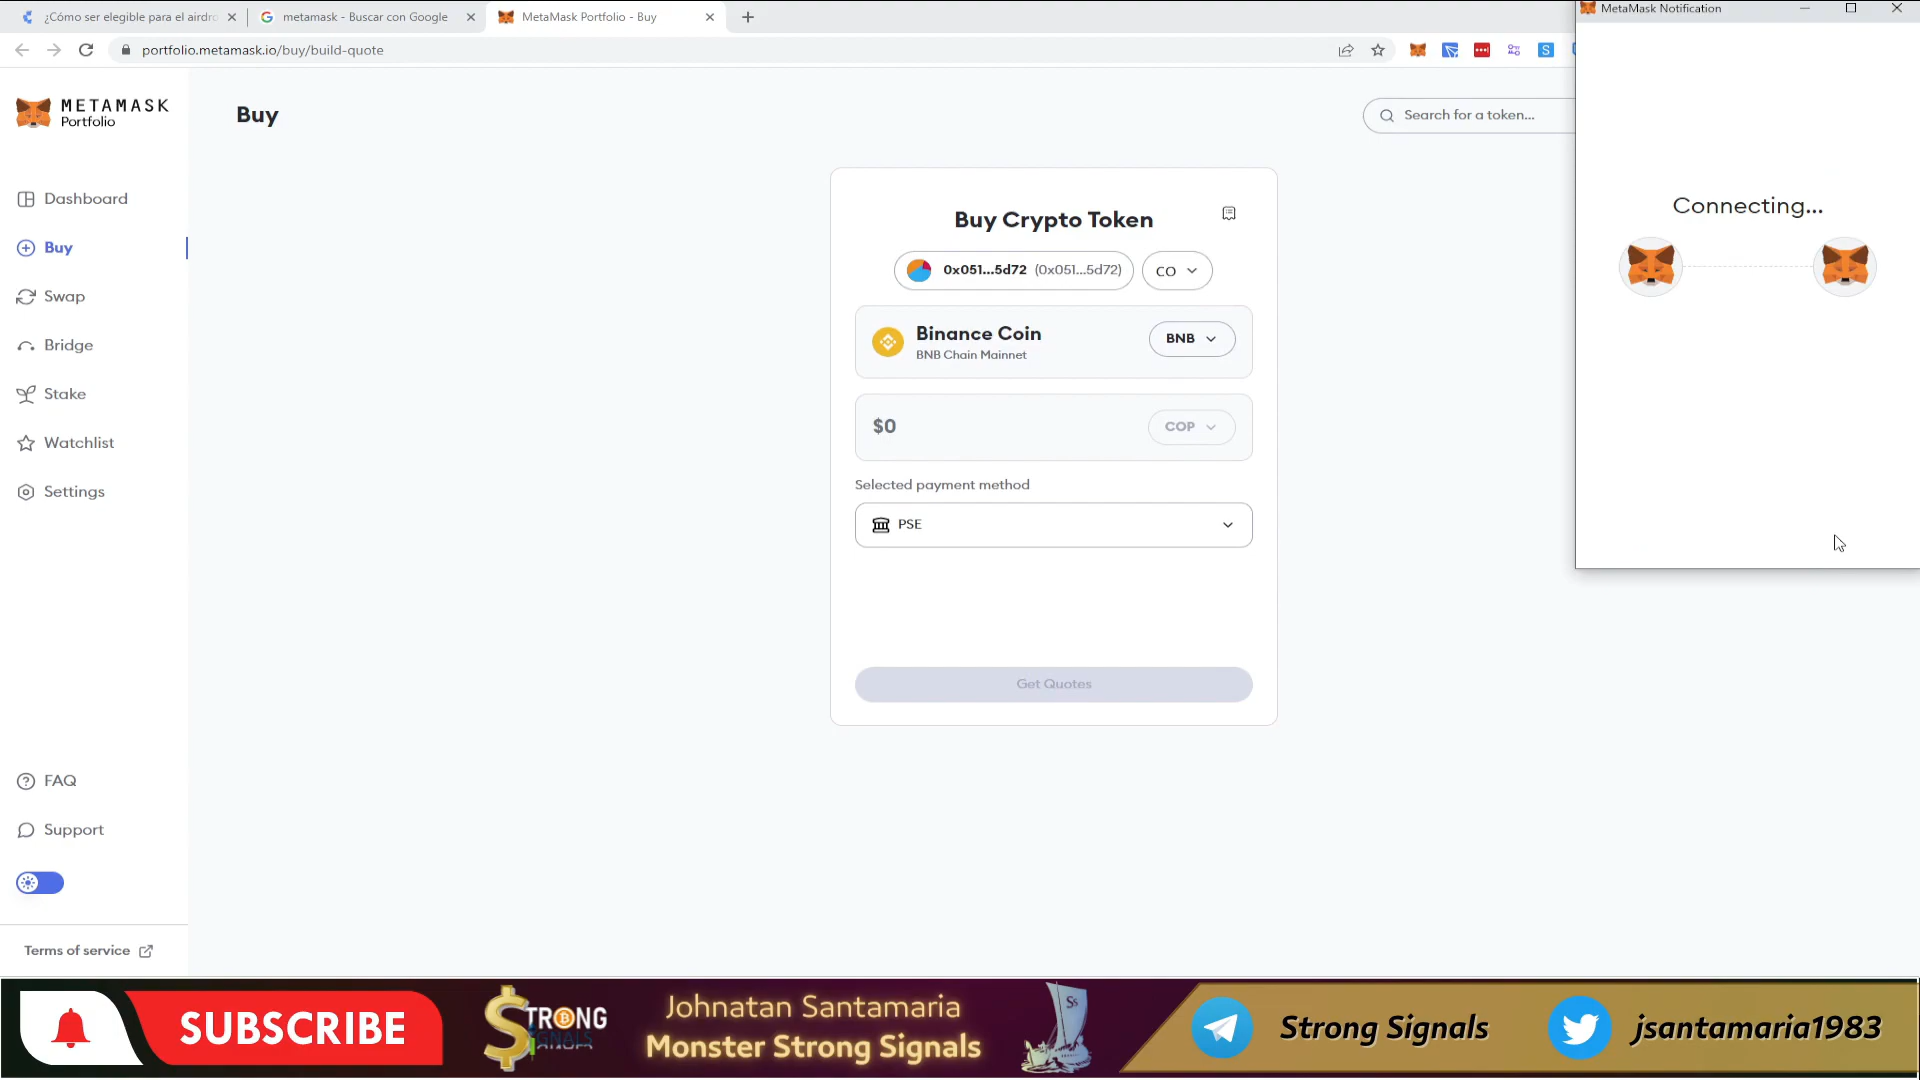 ¿Cómo ser elegible para el airdro
metamask - Buscar con Google
MetaMask Portfolio - Buy
MetaMask Notification
portfolio.metamask.io/buy/build-quote
METAMASK
Portfolio
Buy
Search for a token...
Dashboard
Buy
Swap
Bridge
Stake
Watchlist
Settings
FAQ
Support
Terms of service
Buy Crypto Token
0x051...5d72 (0x051...5d72)
CO
Binance Coin
BNB Chain Mainnet
BNB
$0
COP
Selected payment method
PSE
Get Quotes
Connecting...
SUBSCRIBE
STRONG
SIGNALS
Johnatan Santamaria
Monster Strong Signals
Ss
Strong Signals
jsantamaria1983